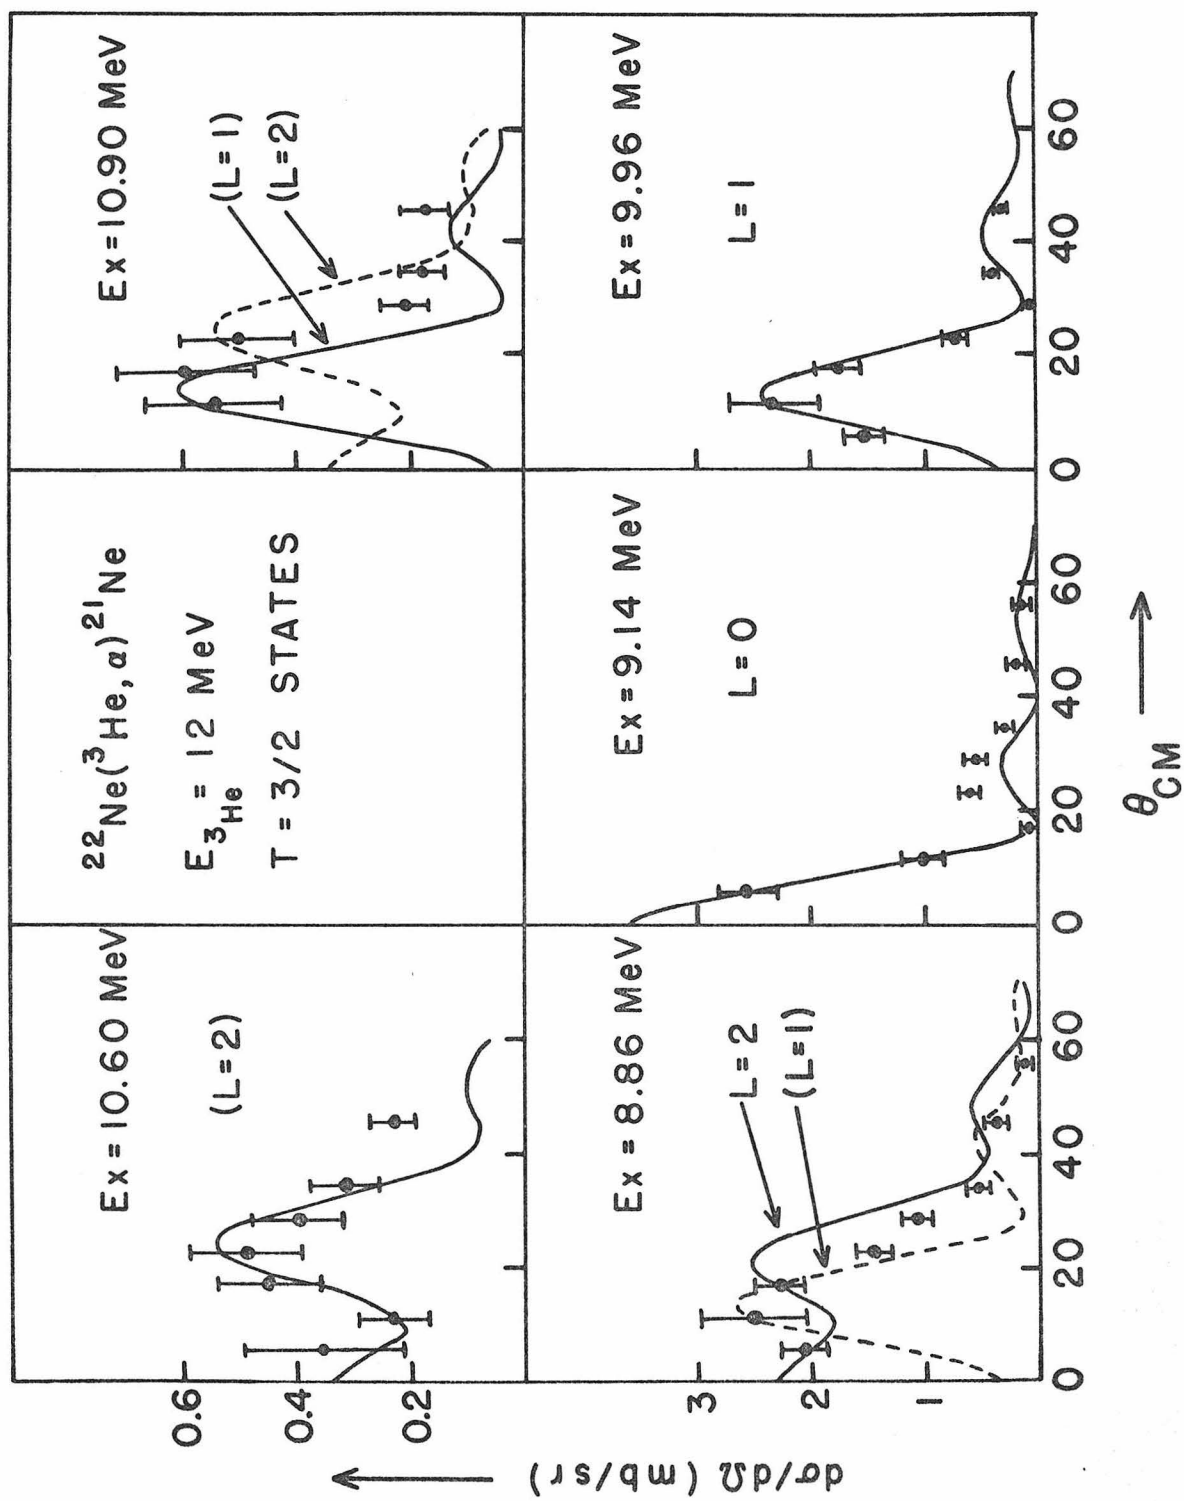 Ex = 10.60 MeV
(L=2)
0.6
0.4
0.2
²²Ne(³He, α)²¹Ne
E₃He = 12 MeV
T = 3/2 STATES
Ex = 10.90 MeV
(L=1)
(L=2)
dσ/dΩ (mb/sr)
Ex = 8.86 MeV
L=2
(L=1)
3
2
1
0 20 40 60
Ex = 9.14 MeV
L=0
0 20 40 60
Ex = 9.96 MeV
L=1
0 20 40 60
θCM